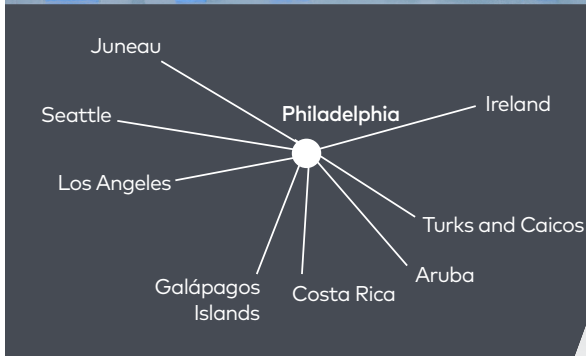 Juneau
Philadelphia
Ireland
Seattle
Los Angeles
Turks and Caicos
Aruba
Galápagos
Islands
Costa Rica